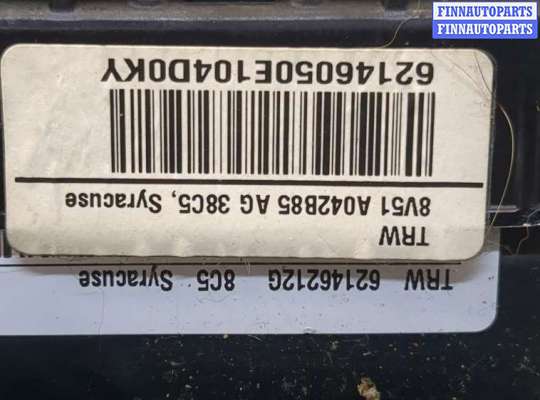 FINNAUTOPARTS
FINNAUTOPARTS
TRW 62146212G 8C5 Syracuse
TRW
8V51 A042B85 AG 38C5, Syracuse
62146050E104D0KY